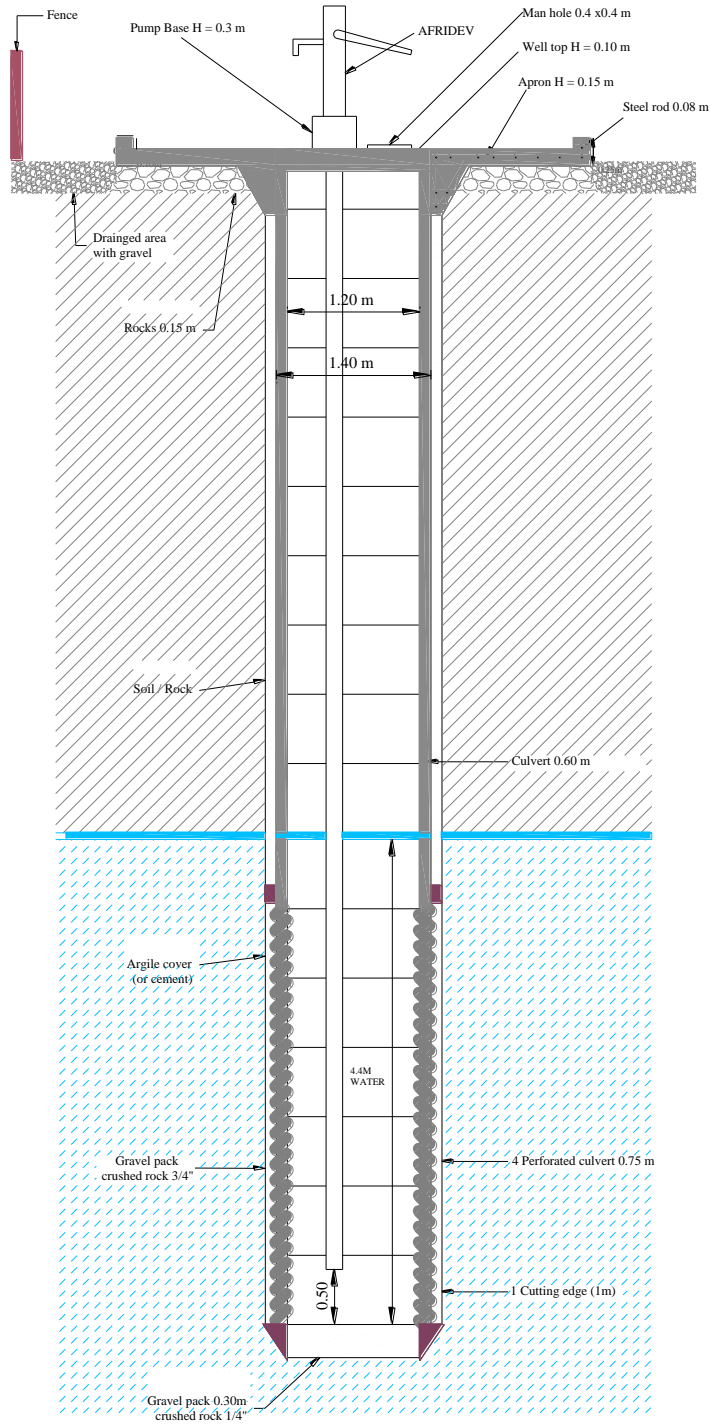 Fence
Pump Base H = 0.3 m
AFRIDEV
Man hole 0.4 x0.4 m
Well top H = 0.10 m
Apron H = 0.15 m
Steel rod 0.08 m
Drainged area
with gravel
Rocks 0.15 m
1.20 m
1.40 m
Soil / Rock
Culvert 0.60 m
Argile cover
(or cement)
4.4M
WATER
Gravel pack
crushed rock 3/4"
4 Perforated culvert 0.75 m
0.50
1 Cutting edge (1m)
Gravel pack 0.30m
crushed rock 1/4"